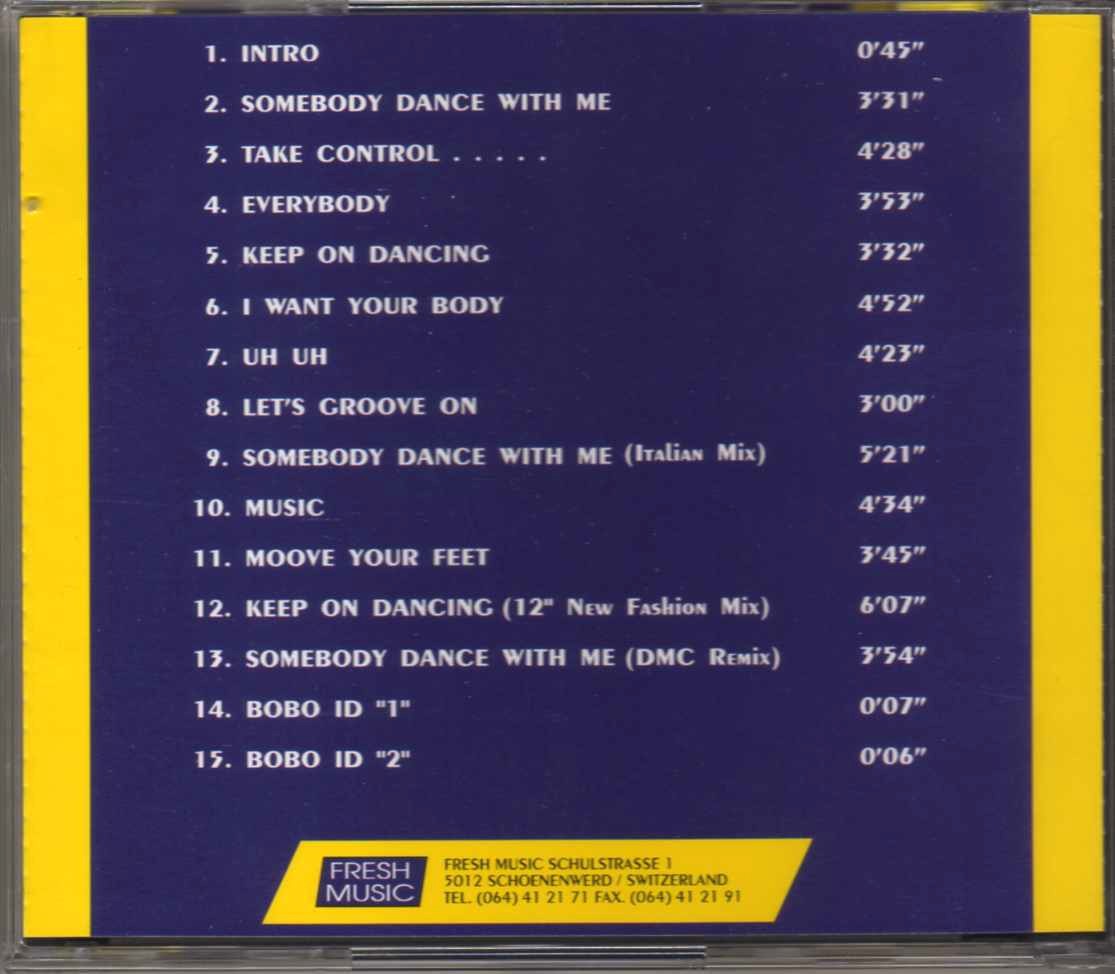 1. INTRO 0'45"
2. SOMEBODY DANCE WITH ME 3'31"
3. TAKE CONTROL . . . . . 4'28"
4. EVERYBODY 3'53"
5. KEEP ON DANCING 3'32"
6. I WANT YOUR BODY 4'52"
7. UH UH 4'23"
8. LET'S GROOVE ON 3'00"
9. SOMEBODY DANCE WITH ME (Italian Mix) 5'21"
10. MUSIC 4'34"
11. MOOVE YOUR FEET 3'45"
12. KEEP ON DANCING (12" New Fashion Mix) 6'07"
13. SOMEBODY DANCE WITH ME (DMC Remix) 3'54"
14. BOBO ID "1" 0'07"
15. BOBO ID "2" 0'06"
FRESH
MUSIC
FRESH MUSIC SCHULSTRASSE 1
5012 SCHOENENWERD / SWITZERLAND
TEL. (064) 41 21 71 FAX. (064) 41 21 91